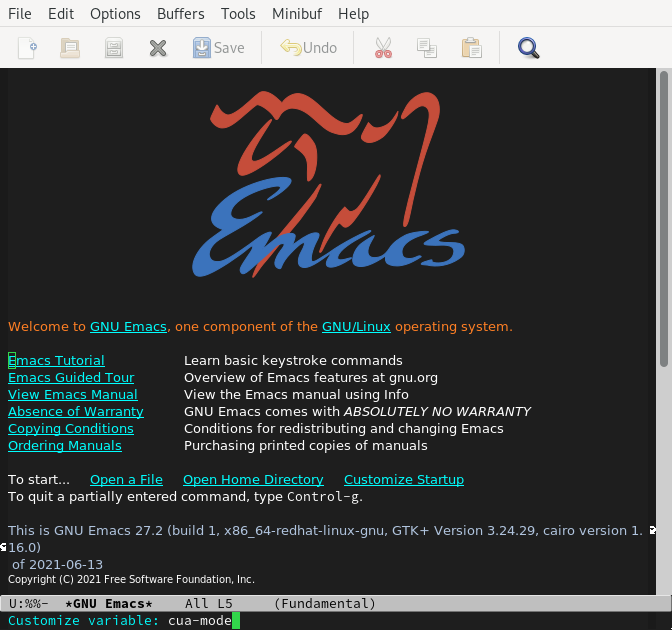 File Edit Options Buffers Tools Minibuf Help
Save Undo
Emacs
Welcome to GNU Emacs, one component of the GNU/Linux operating system.
Emacs Tutorial Learn basic keystroke commands
Emacs Guided Tour Overview of Emacs features at gnu.org
View Emacs Manual View the Emacs manual using Info
Absence of Warranty GNU Emacs comes with ABSOLUTELY NO WARRANTY
Copying Conditions Conditions for redistributing and changing Emacs
Ordering Manuals Purchasing printed copies of manuals
To start... Open a File Open Home Directory Customize Startup
To quit a partially entered command, type Control-g.
This is GNU Emacs 27.2 (build 1, x86_64-redhat-linux-gnu, GTK+ Version 3.24.29, cairo version 1.
16.0)
of 2021-06-13
Copyright (C) 2021 Free Software Foundation, Inc.
U:%%- *GNU Emacs* All L5 (Fundamental)
Customize variable: cua-mode